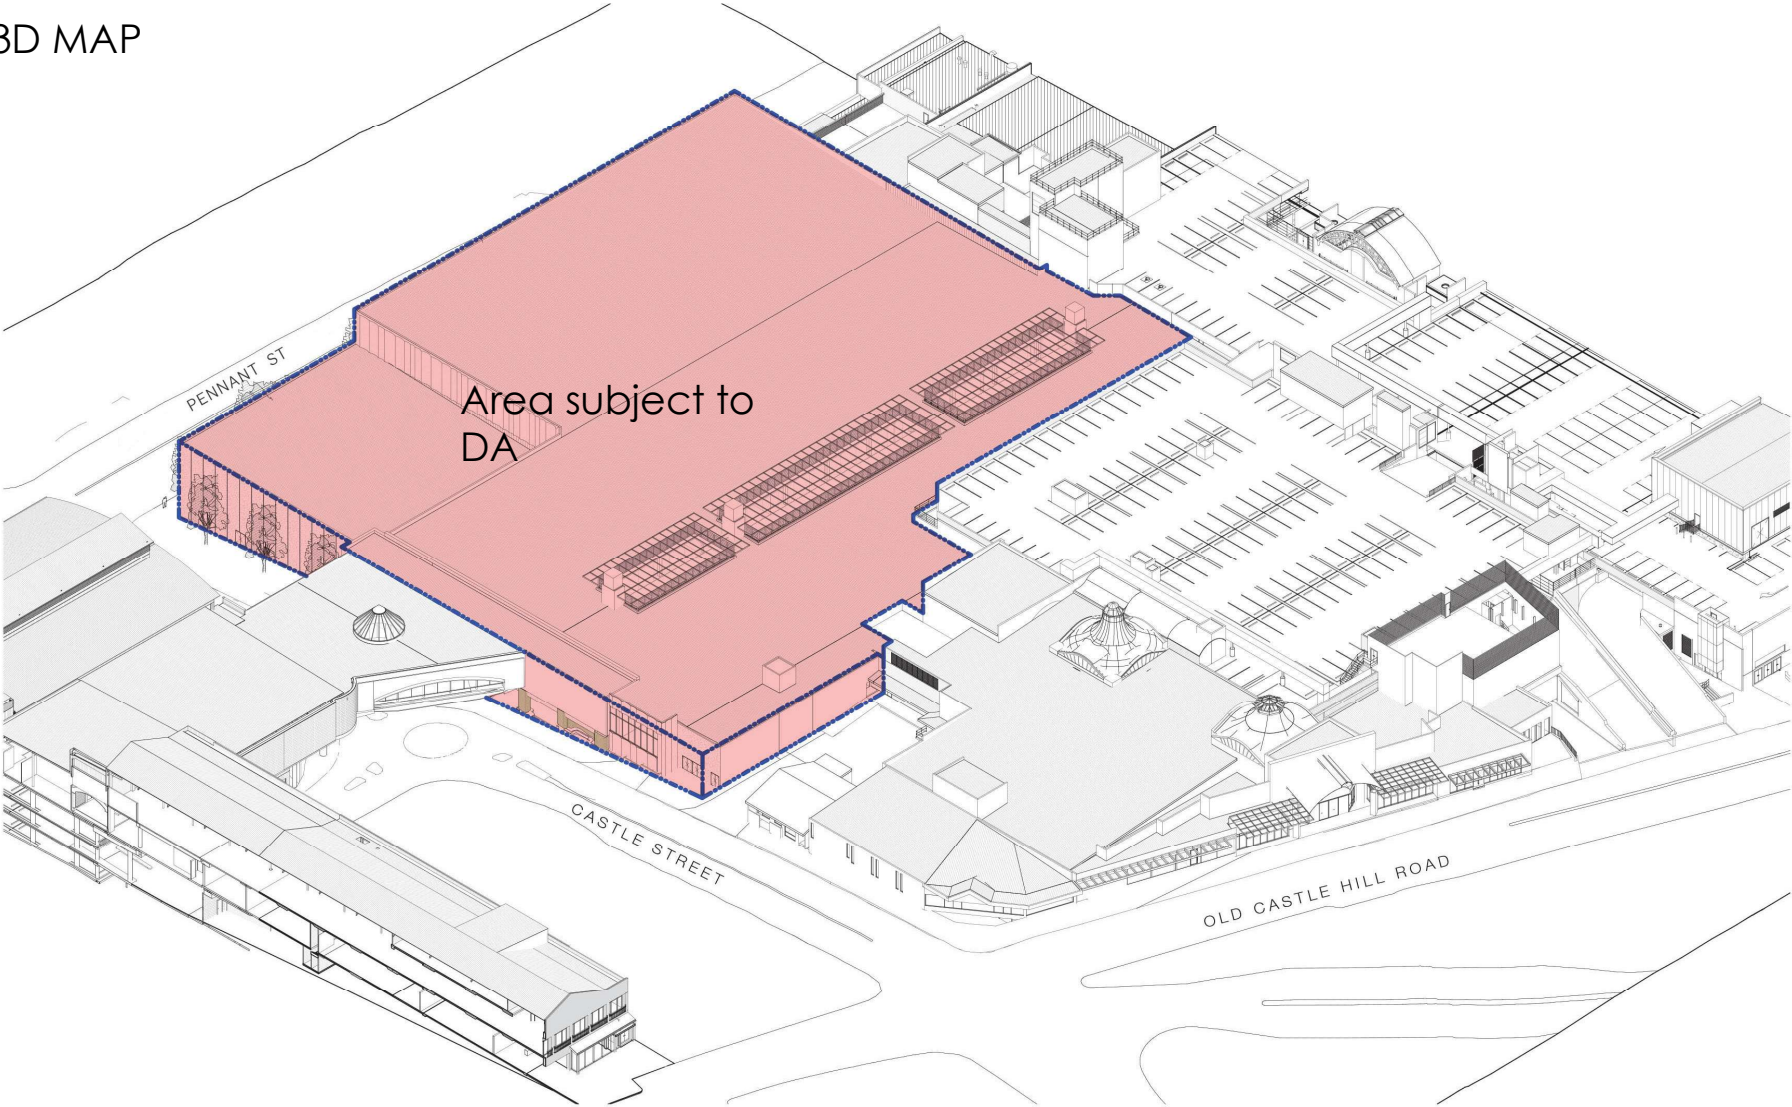 3D MAP
PENNANT ST
Area subject to
DA
CASTLE STREET
OLD CASTLE HILL ROAD